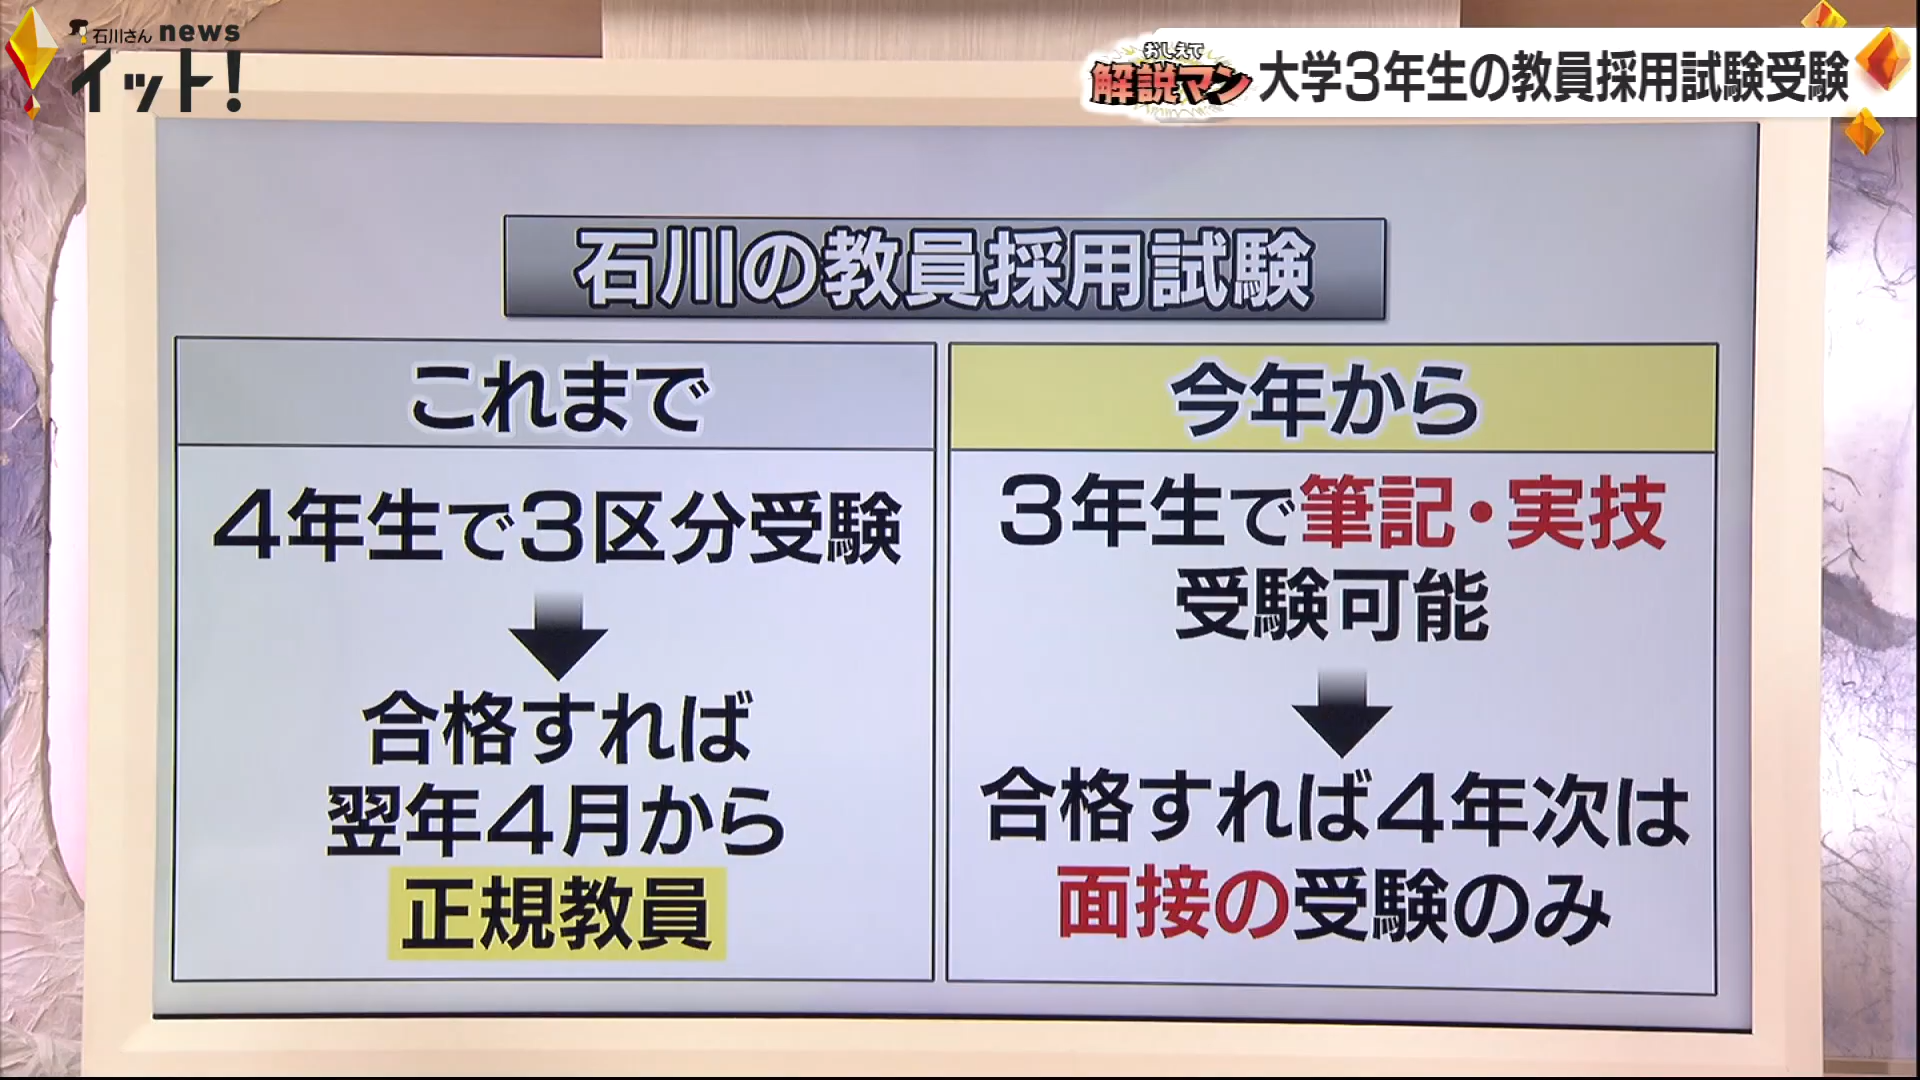 石川さん news
イット!
おしえて
解説マン 大学3年生の教員採用試験受験
石川の教員採用試験
これまで
4年生で3区分受験
合格すれば
翌年4月から
正規教員
今年から
3年生で筆記・実技
受験可能
合格すれば4年次は
面接の受験のみ